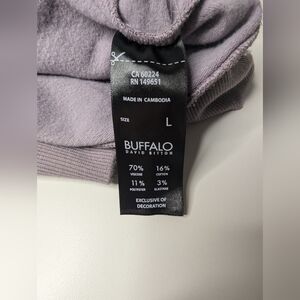 CA 60224
RN 149651
MADE IN CAMBODIA
SIZE L
BUFFALO
DAVID BITTON
70% 16%
VISCOSE COTTON
11% 3%
POLYESTER ELASTANE
EXCLUSIVE OF
DECORATION